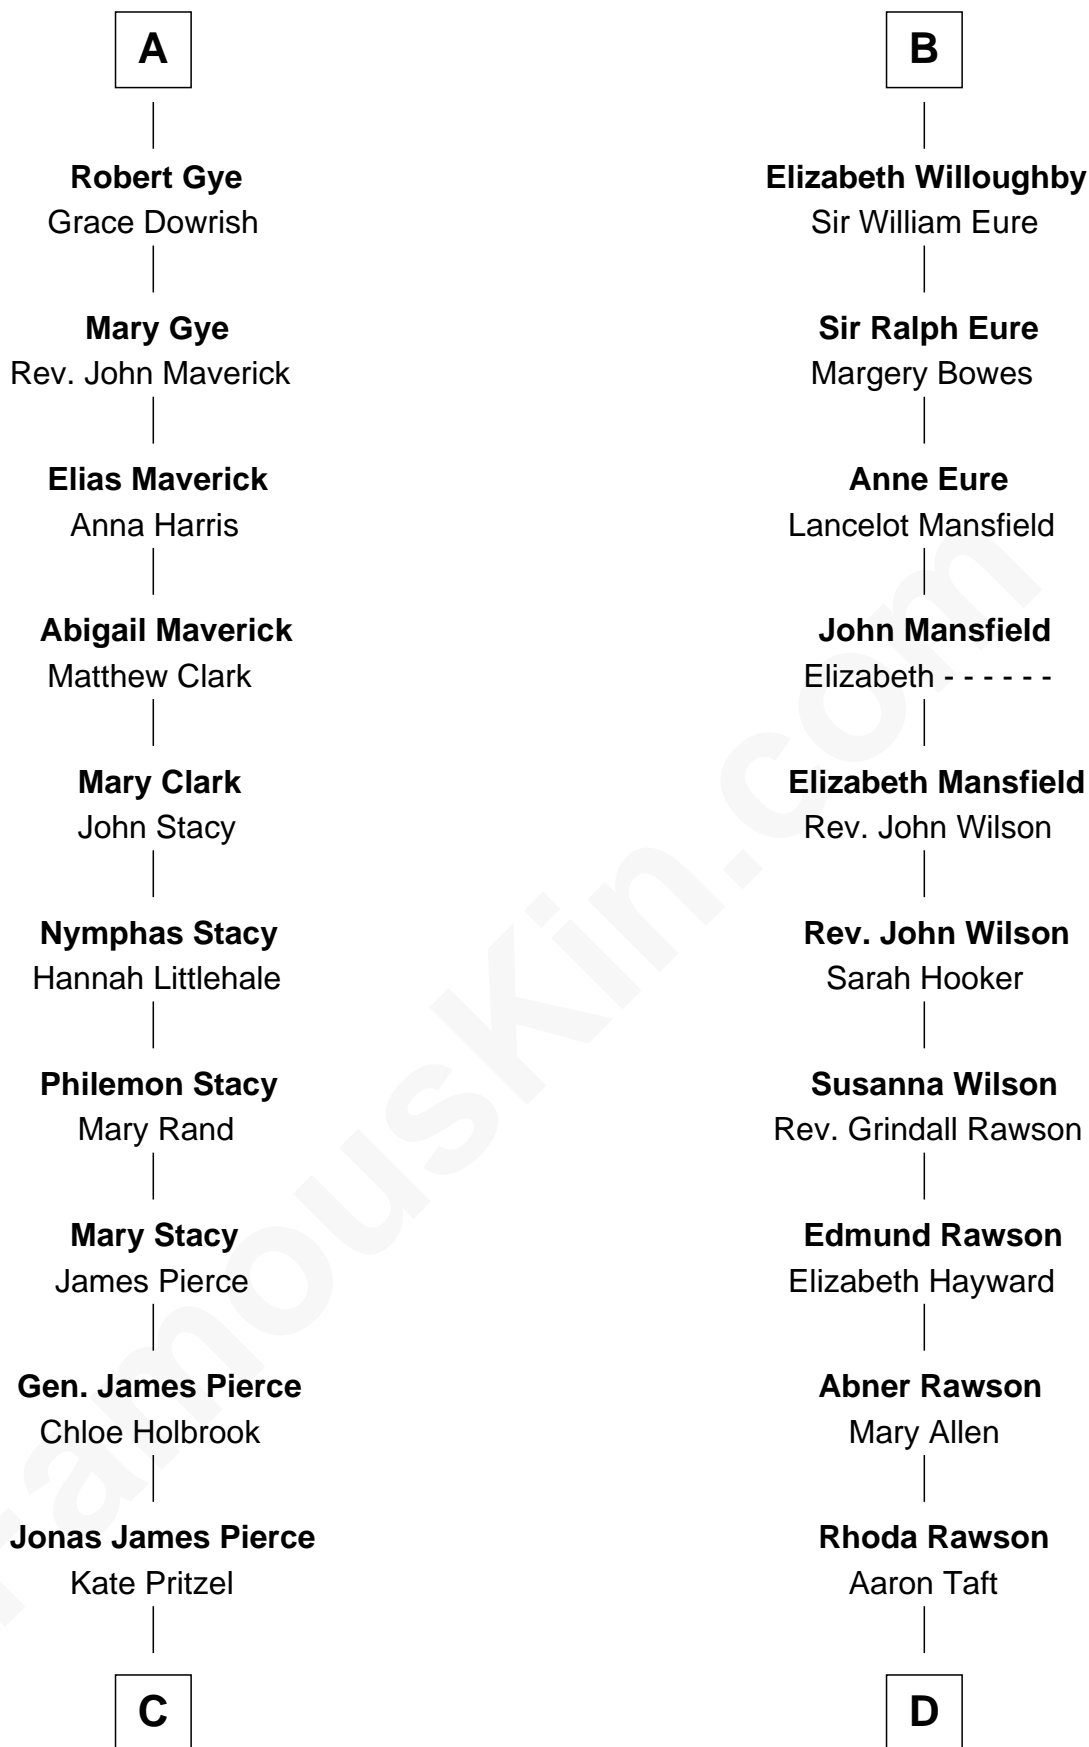 A
Robert Gye
Grace Dowrish
Mary Gye
Rev. John Maverick
Elias Maverick
Anna Harris
Abigail Maverick
Matthew Clark
Mary Clark
John Stacy
Nymphas Stacy
Hannah Littlehale
Philemon Stacy
Mary Rand
Mary Stacy
James Pierce
Gen. James Pierce
Chloe Holbrook
Jonas James Pierce
Kate Pritzel
C
B
Elizabeth Willoughby
Sir William Eure
Sir Ralph Eure
Margery Bowes
Anne Eure
Lancelot Mansfield
John Mansfield
Elizabeth - - - - - -
Elizabeth Mansfield
Rev. John Wilson
Rev. John Wilson
Sarah Hooker
Susanna Wilson
Rev. Grindall Rawson
Edmund Rawson
Elizabeth Hayward
Abner Rawson
Mary Allen
Rhoda Rawson
Aaron Taft
D
FamousKin.com